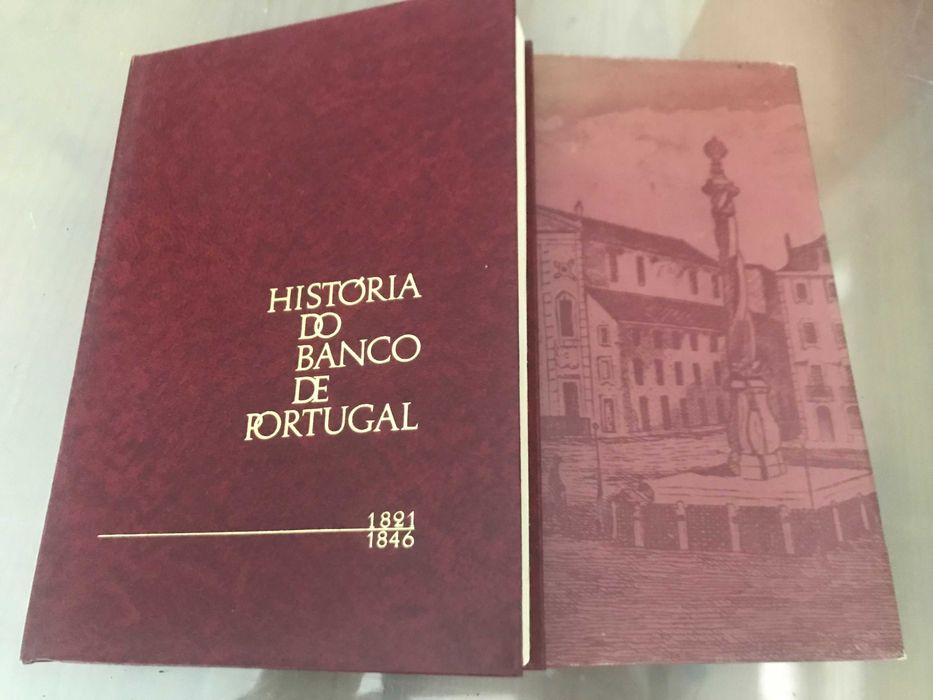 HISTÓRIA
DO
BANCO
DE
PORTUGAL
1821
1846